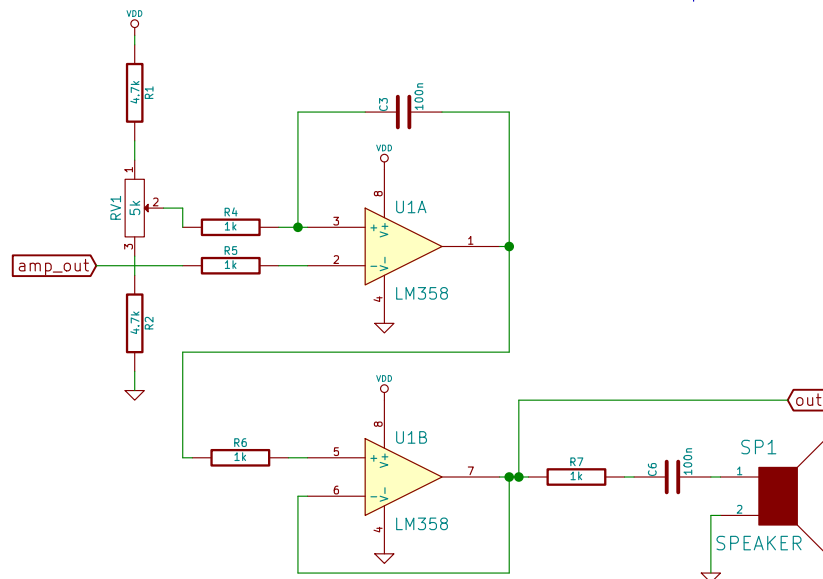 VDD
4.7k
R1
C3
100n
VDD
1
8
RV1
5k
2
R4
1k
3
+
V+
U1A
1
3
R5
1k
2
−
V-
amp_out
4
LM358
4.7k
R2
VDD
8
R6
1k
5
+
V+
U1B
7
6
−
V-
4
LM358
out
R7
1k
C6
100n
SP1
1
2
SPEAKER